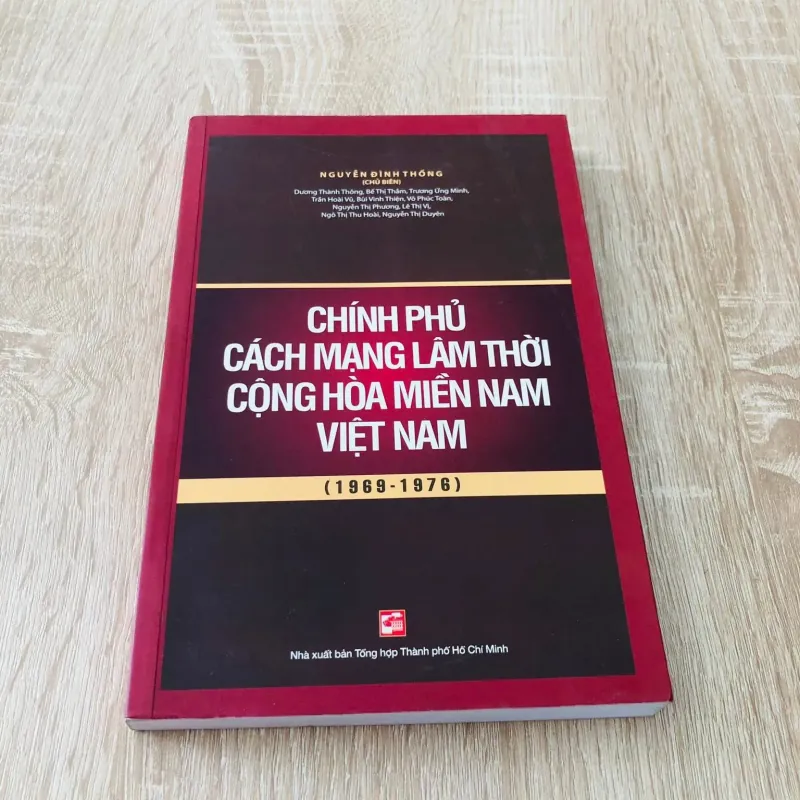 NGUYỄN ĐÌNH THỐNG
(CHỦ BIÊN)
Dương Thành Thông, Bế Thị Thắm, Trương Ứng Minh,
Trần Hoài Vũ, Bùi Vinh Thiện, Võ Phúc Toàn,
Nguyễn Thị Phương, Lê Thị Vị,
Ngô Thị Thu Hoài, Nguyễn Thị Duyên
CHÍNH PHỦ
CÁCH MẠNG LÂM THỜI
CỘNG HÒA MIỀN NAM
VIỆT NAM
(1969-1976)
Nhà xuất bản Tổng hợp Thành phố Hồ Chí Minh